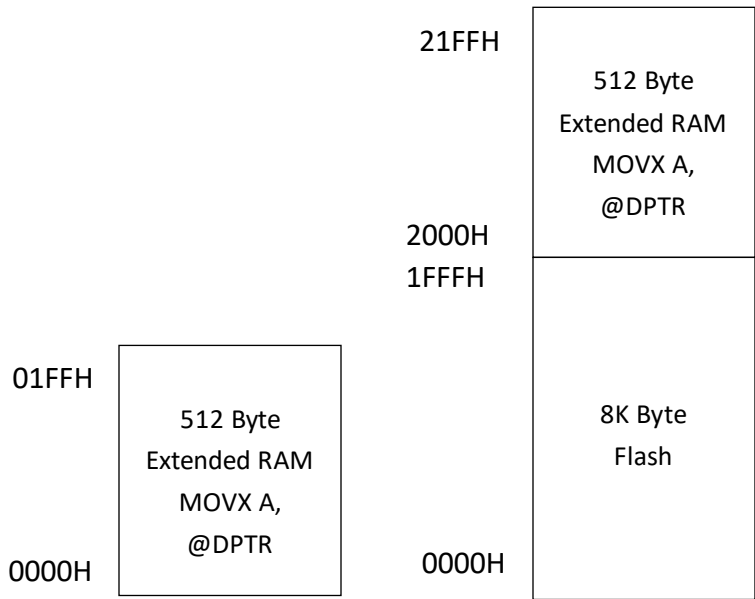 21FFH
512 Byte
Extended RAM
MOVX A,
@DPTR
2000H
1FFFH
01FFH
512 Byte
Extended RAM
MOVX A,
@DPTR
0000H
8K Byte
Flash
0000H